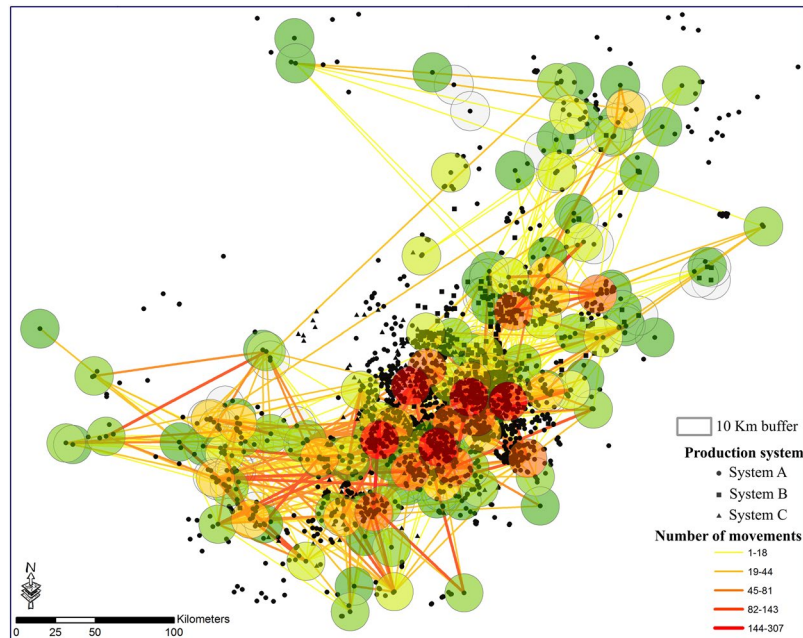 10 Km buffer
Production system
System A
System B
System C
Number of movements
1-18
19-44
45-81
82-143
144-307
N
Kilometers
0 25 50 100